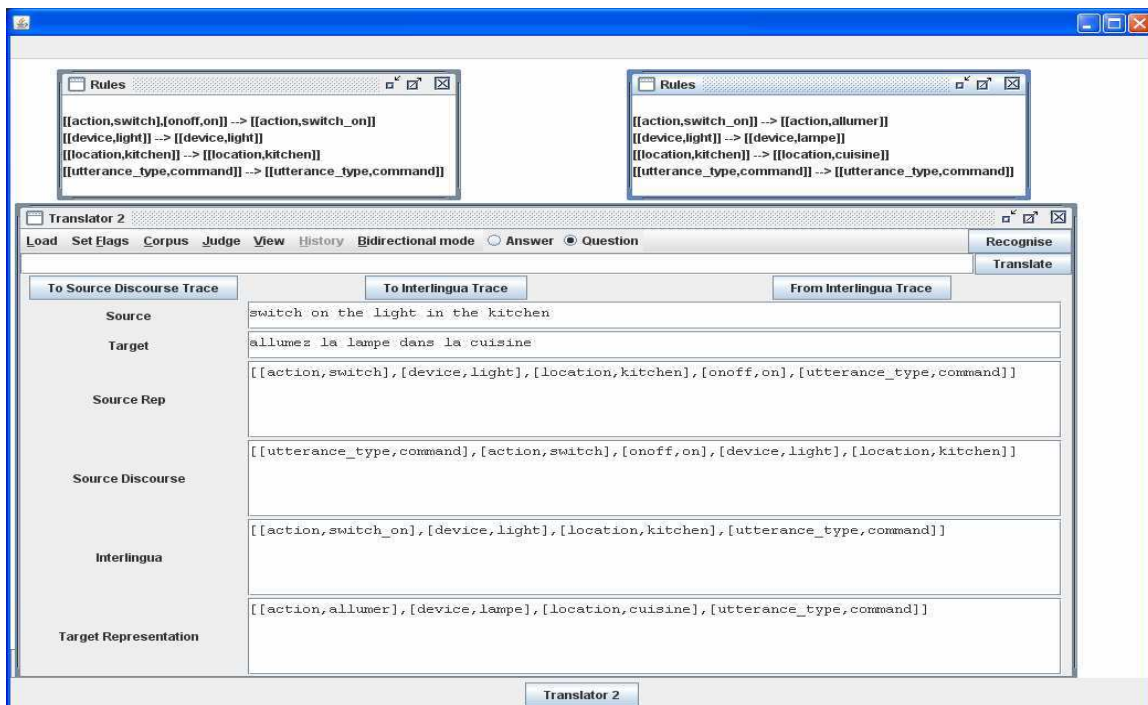 Rules
[[action,switch],[onoff,on]] --> [[action,switch_on]]
[[device,light]] --> [[device,light]]
[[location,kitchen]] --> [[location,kitchen]]
[[utterance_type,command]] --> [[utterance_type,command]]
Rules
[[action,switch_on]] --> [[action,allumer]]
[[device,light]] --> [[device,lampe]]
[[location,kitchen]] --> [[location,cuisine]]
[[utterance_type,command]] --> [[utterance_type,command]]
Translator 2
Load Set Flags Corpus Judge View History Bidirectional mode Answer Question Recognise
Translate
To Source Discourse Trace To Interlingua Trace From Interlingua Trace
Source switch on the light in the kitchen
Target allumez la lampe dans la cuisine
Source Rep [[action,switch],[device,light],[location,kitchen],[onoff,on],[utterance_type,command]]
Source Discourse [[utterance_type,command],[action,switch],[onoff,on],[device,light],[location,kitchen]]
Interlingua [[action,switch_on],[device,light],[location,kitchen],[utterance_type,command]]
Target Representation [[action,allumer],[device,lampe],[location,cuisine],[utterance_type,command]]
Translator 2